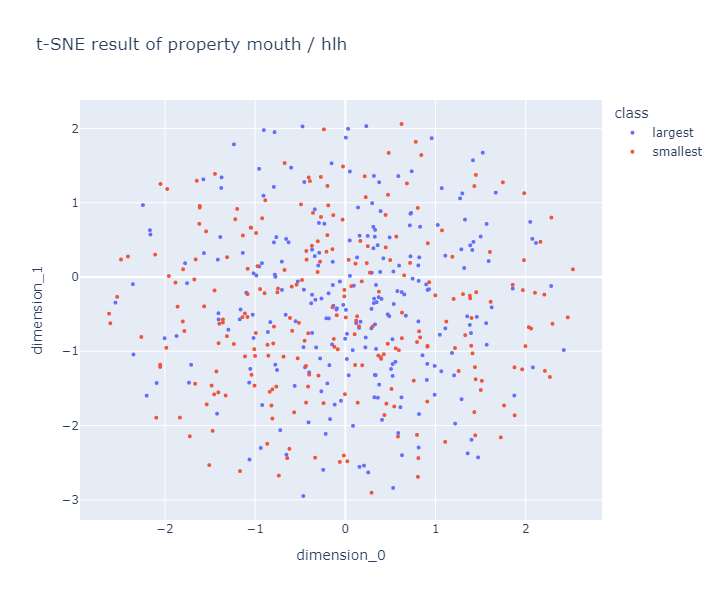 t-SNE result of property mouth / hlh
class
largest
smallest
2
1
0
−1
−2
−3
dimension_1
−2
−1
0
1
2
dimension_0